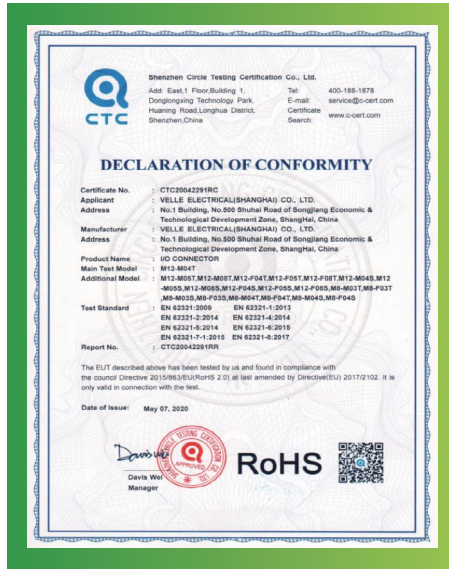 CTC
Shenzhen Circle Testing Certification Co., Ltd.
Add: East,1 Floor,Building 1,
Donglongxing Technology Park,
Huaning Road,Longhua District,
Shenzhen,China
Tel: 400-188-1878
E-mail: service@c-cert.com
Certificate Search: www.c-cert.com
DECLARATION OF CONFORMITY
Certificate No. : CTC20042291RC
Applicant : VELLE ELECTRICAL(SHANGHAI) CO., LTD.
Address : No.1 Building, No.500 Shuhai Road of Songjiang Economic &
Technological Development Zone, ShangHai, China
Manufacturer : VELLE ELECTRICAL(SHANGHAI) CO., LTD.
Address : No.1 Building, No.500 Shuhai Road of Songjiang Economic &
Technological Development Zone, ShangHai, China
Product Name : I/O CONNECTOR
Main Test Model : M12-M04T
Additional Model : M12-M05T,M12-M08T,M12-F04T,M12-F05T,M12-F08T,M12-M04S,M12
-M05S,M12-M08S,M12-F04S,M12-F05S,M12-F08S,M8-M03T,M8-F03T
,M8-M03S,M8-F03S,M8-M04T,M8-F04T,M8-M04S,M8-F04S
Test Standard : EN 62321:2009 EN 62321-1:2013
EN 62321-2:2014 EN 62321-4:2014
EN 62321-5:2014 EN 62321-6:2015
EN 62321-7-1:2015 EN 62321-8:2017
Report No. : CTC20042291RR
The EUT described above has been tested by us and found in compliance with
the council Directive 2015/863/EU(RoHS 2.0) at last amended by Directive(EU) 2017/2102. It is
only valid in connection with the test.
Date of Issue: May 07, 2020
Davis Wei
APPROVED
Davis Wei
Manager
RoHS